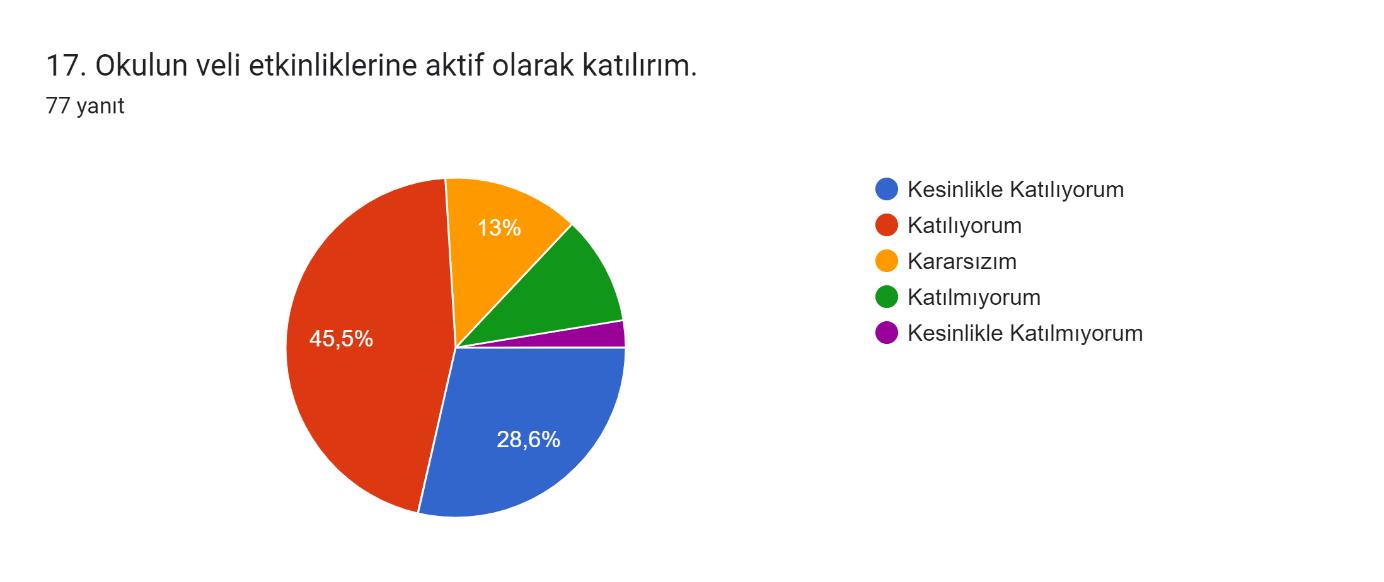 17. Okulun veli etkinliklerine aktif olarak katılırım.
77 yanıt
13%
45,5%
28,6%
Kesinlikle Katılıyorum
Katılıyorum
Kararsızım
Katılmıyorum
Kesinlikle Katılmıyorum